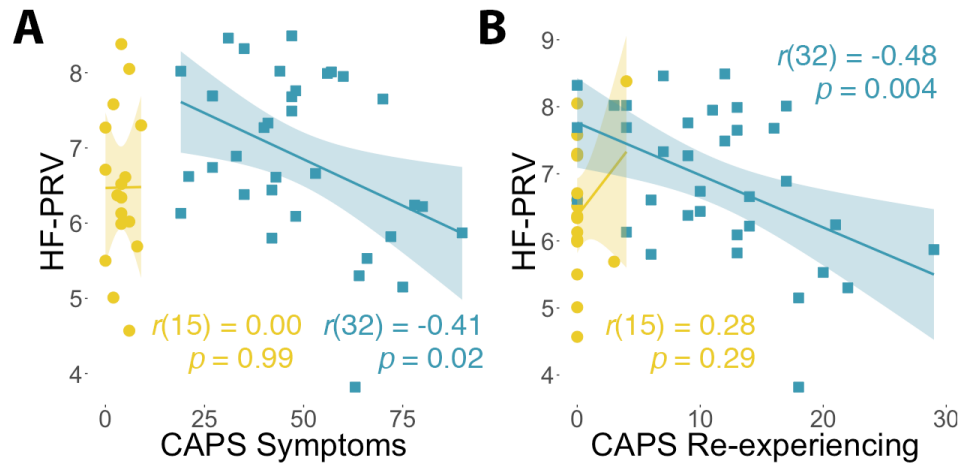 A
HF-PRV
8
7
6
5
4
r(15) = 0.00
p = 0.99
r(32) = -0.41
p = 0.02
0 25 50 75
CAPS Symptoms
B
HF-PRV
9
8
7
6
5
4
r(32) = -0.48
p = 0.004
r(15) = 0.28
p = 0.29
0 10 20 30
CAPS Re-experiencing